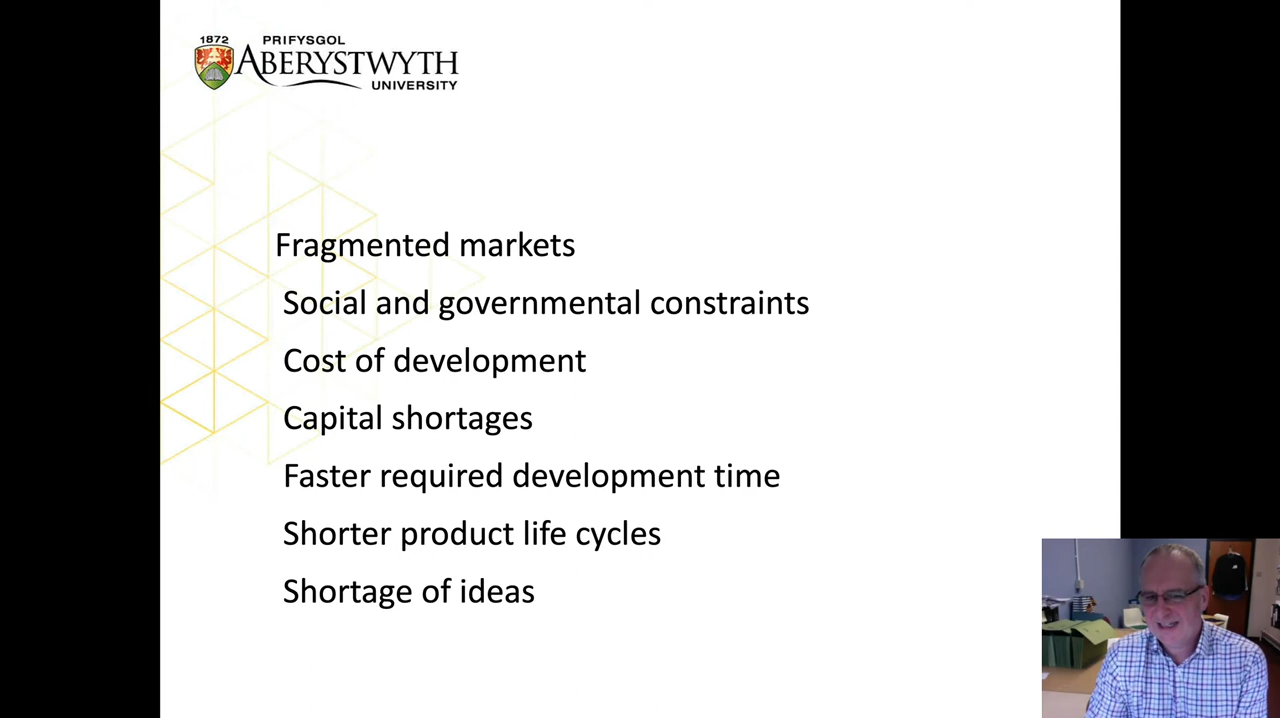 1872
PRIFYSGOL
ABERYSTWYTH
UNIVERSITY
Fragmented markets
Social and governmental constraints
Cost of development
Capital shortages
Faster required development time
Shorter product life cycles
Shortage of ideas